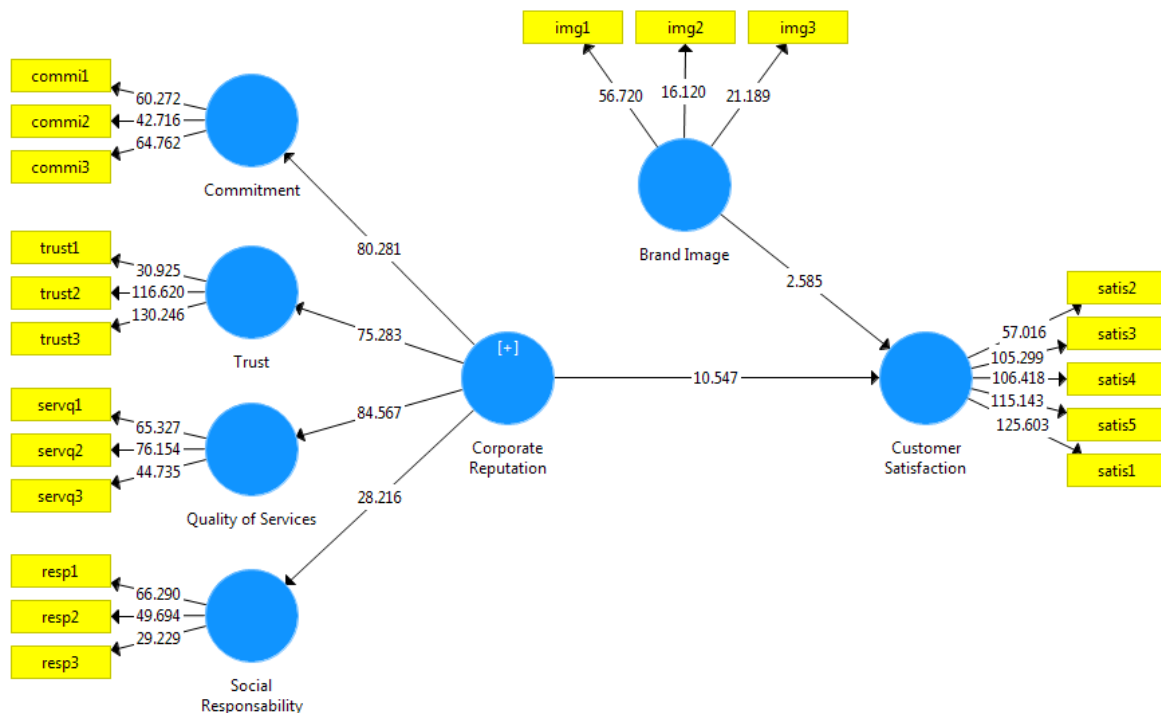 img1
img2
img3
56.720
16.120
21.189
Brand Image
2.585
commi1
commi2
commi3
60.272
42.716
64.762
Commitment
80.281
trust1
trust2
trust3
30.925
116.620
130.246
Trust
75.283
servq1
servq2
servq3
65.327
76.154
44.735
Quality of Services
84.567
resp1
resp2
resp3
66.290
49.694
29.229
Social
Responsability
28.216
[+]
Corporate
Reputation
10.547
Customer
Satisfaction
57.016
105.299
106.418
115.143
125.603
satis2
satis3
satis4
satis5
satis1